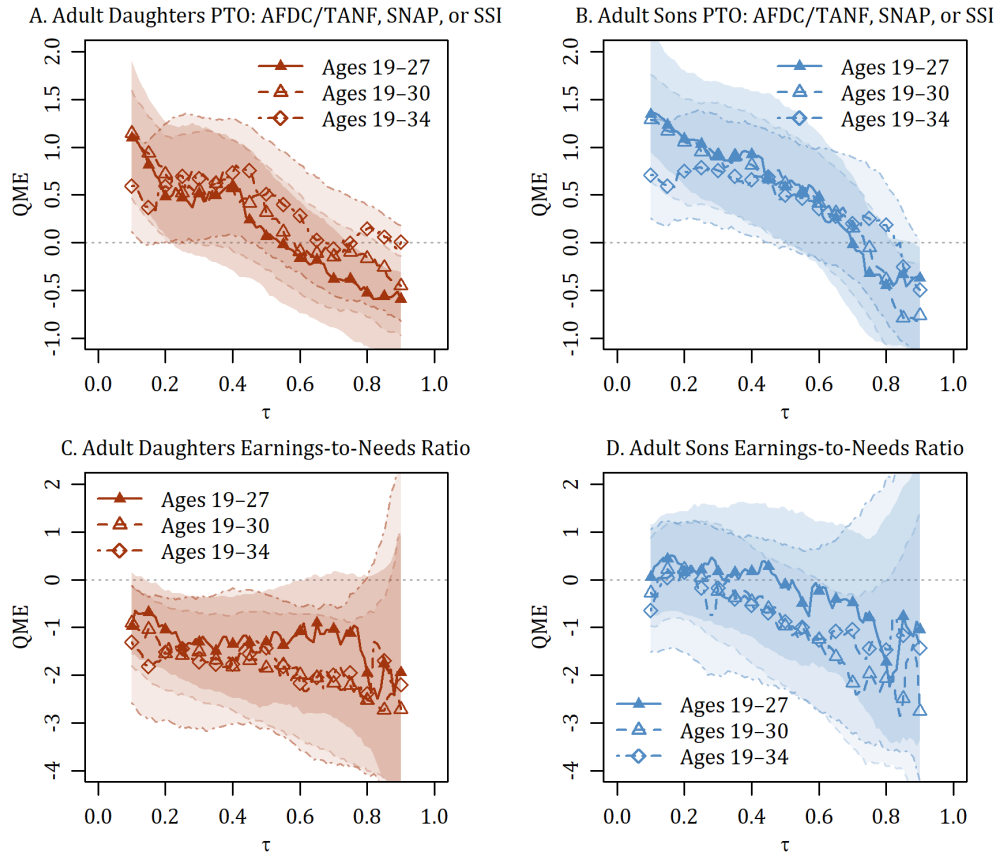 A. Adult Daughters PTO: AFDC/TANF, SNAP, or SSI
2.0
1.5
1.0
0.5
0.0
-0.5
-1.0
QME
Ages 19–27
Ages 19–30
Ages 19–34
0.0 0.2 0.4 0.6 0.8 1.0
τ
B. Adult Sons PTO: AFDC/TANF, SNAP, or SSI
2.0
1.5
1.0
0.5
0.0
-0.5
-1.0
QME
Ages 19–27
Ages 19–30
Ages 19–34
0.0 0.2 0.4 0.6 0.8 1.0
τ
C. Adult Daughters Earnings-to-Needs Ratio
2
1
0
-1
-2
-3
-4
QME
Ages 19–27
Ages 19–30
Ages 19–34
0.0 0.2 0.4 0.6 0.8 1.0
τ
D. Adult Sons Earnings-to-Needs Ratio
2
1
0
-1
-2
-3
-4
QME
Ages 19–27
Ages 19–30
Ages 19–34
0.0 0.2 0.4 0.6 0.8 1.0
τ